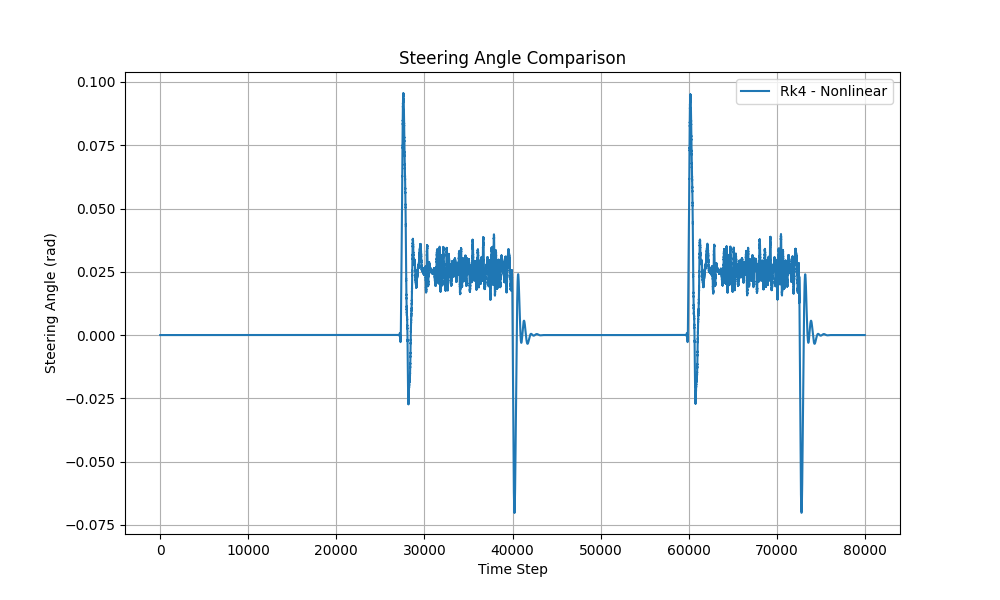 Steering Angle Comparison
Rk4 - Nonlinear
Steering Angle (rad)
0.100
0.075
0.050
0.025
0.000
−0.025
−0.050
−0.075
0 10000 20000 30000 40000 50000 60000 70000 80000
Time Step